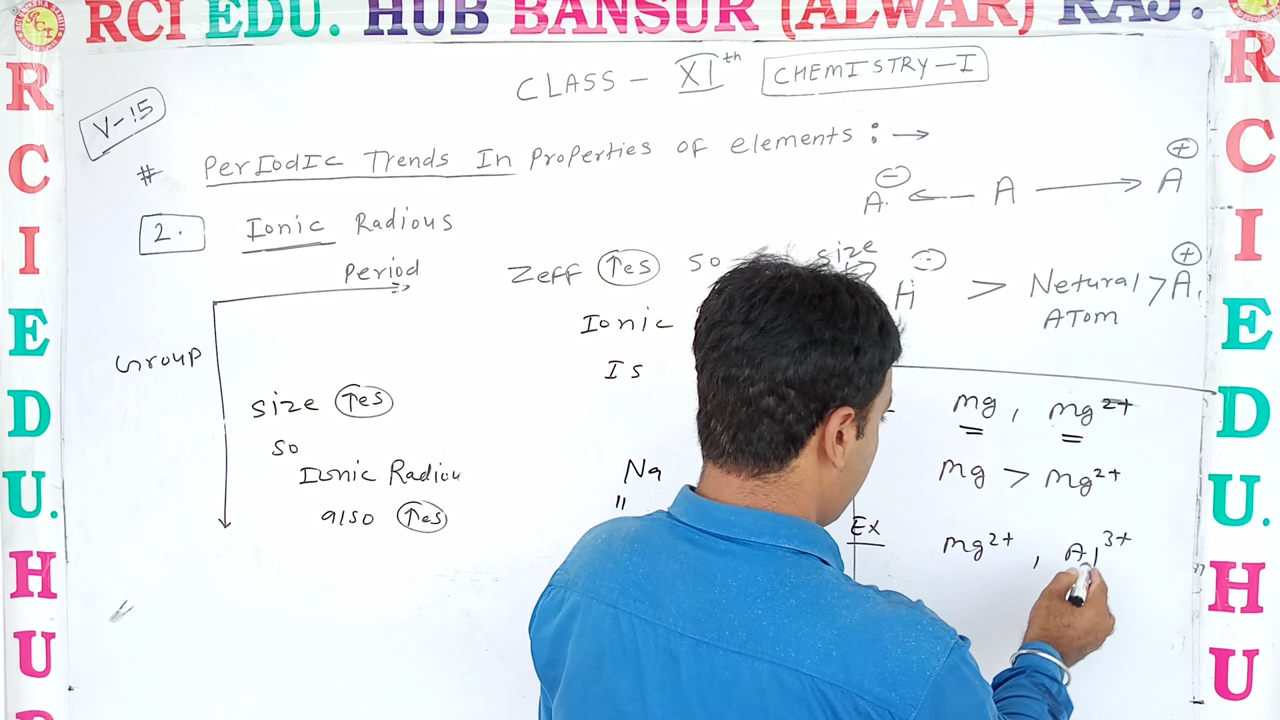 RCI EDU. HUB BANSUR (ALWAR) RAJ.
R
C
I
E
D
U.
H
U
R
C
I
E
D
U.
H
U
V-15
CLASS - XIth CHEMISTRY-I
# PerIodIc Trends In Properties of elements : →
A⊖ ← A → A⊕
2. Ionic Radious
Period
Group
Zeff ↑es so size
Ionic
Is
⊖ > Netural > A⊕
ATOM
size ↑es
so
Ionic Radiou
also ↑es
Na
"
mg, mg2+
mg > mg2+
Ex
mg2+, Al3+